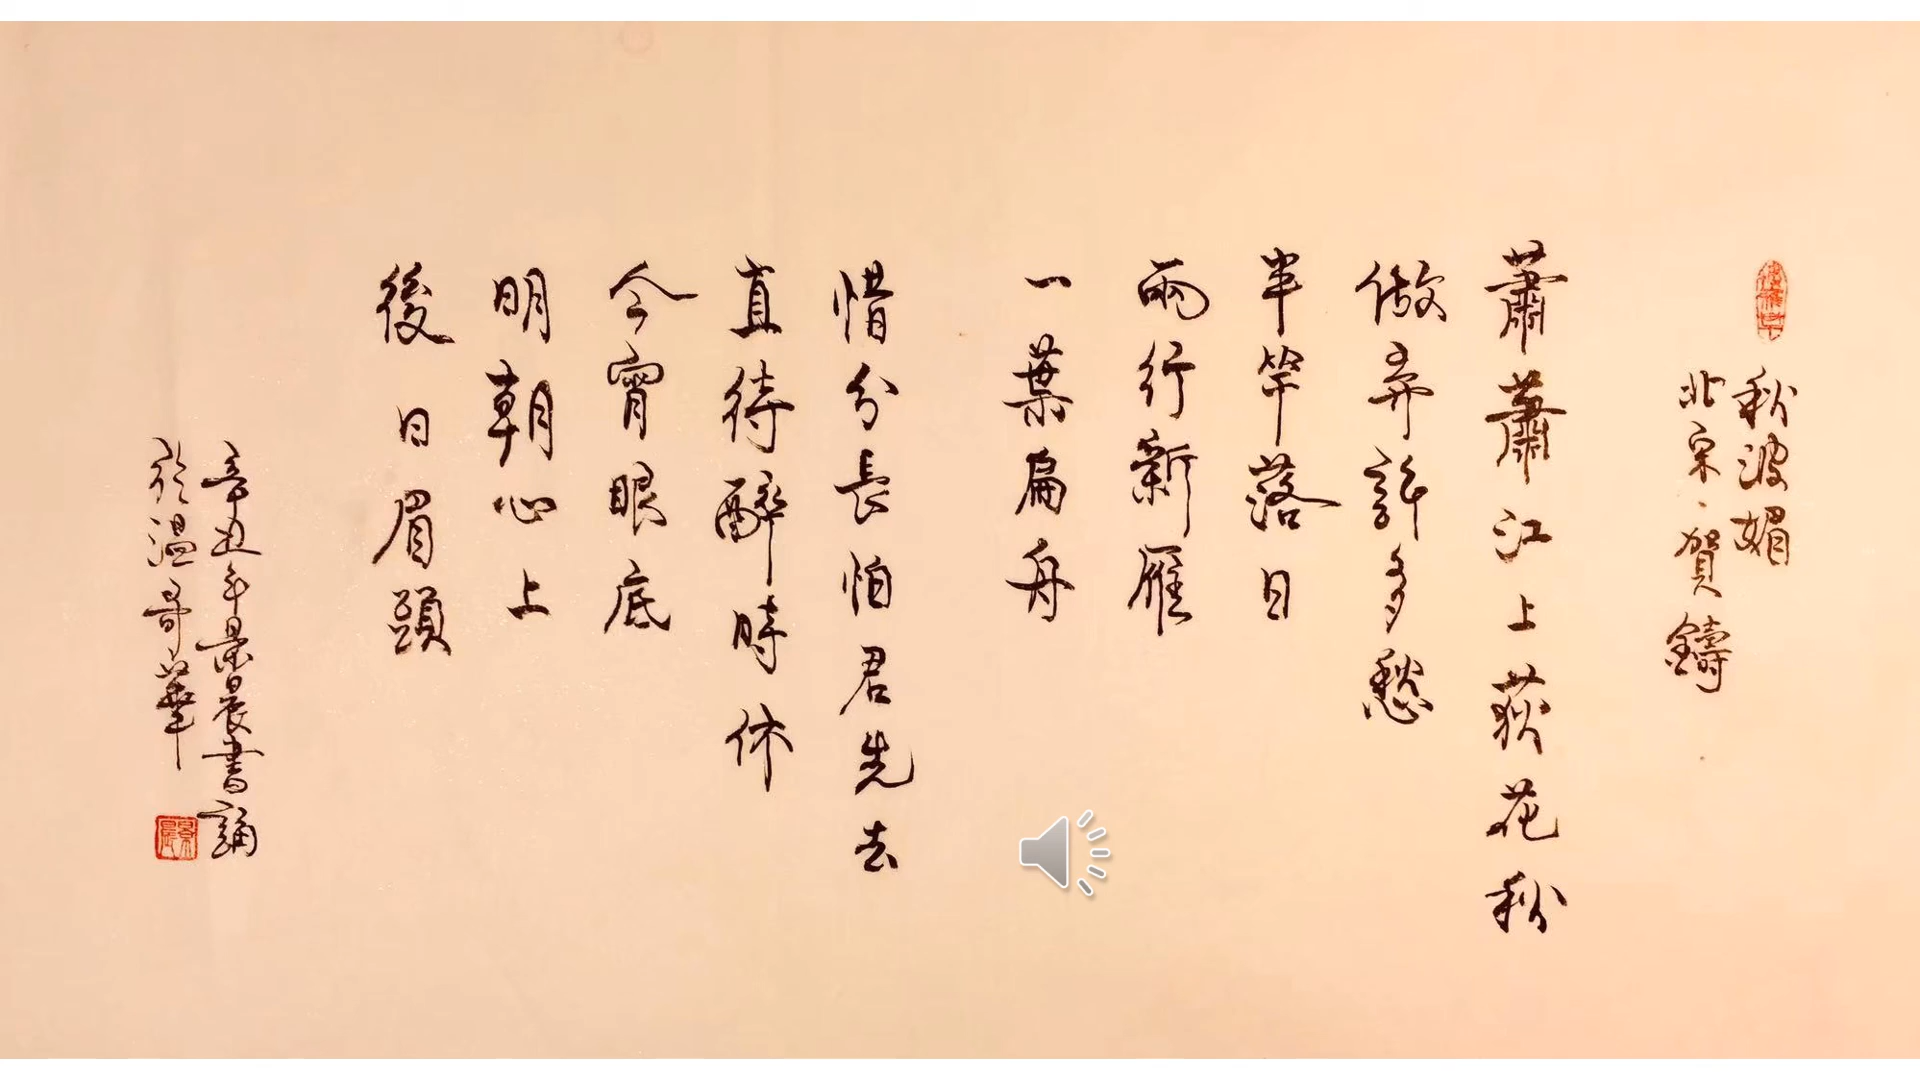 秋波媚
北宋、賀鑄
蕭蕭江上荻花秋
做弄許多愁
半竿落日
兩行新雁
一葉扁舟
惜分長怕君先去
直待醉時休
今宵眼底
明朝心上
後日眉頭
辛丑年景晨書誦
於溫哥華